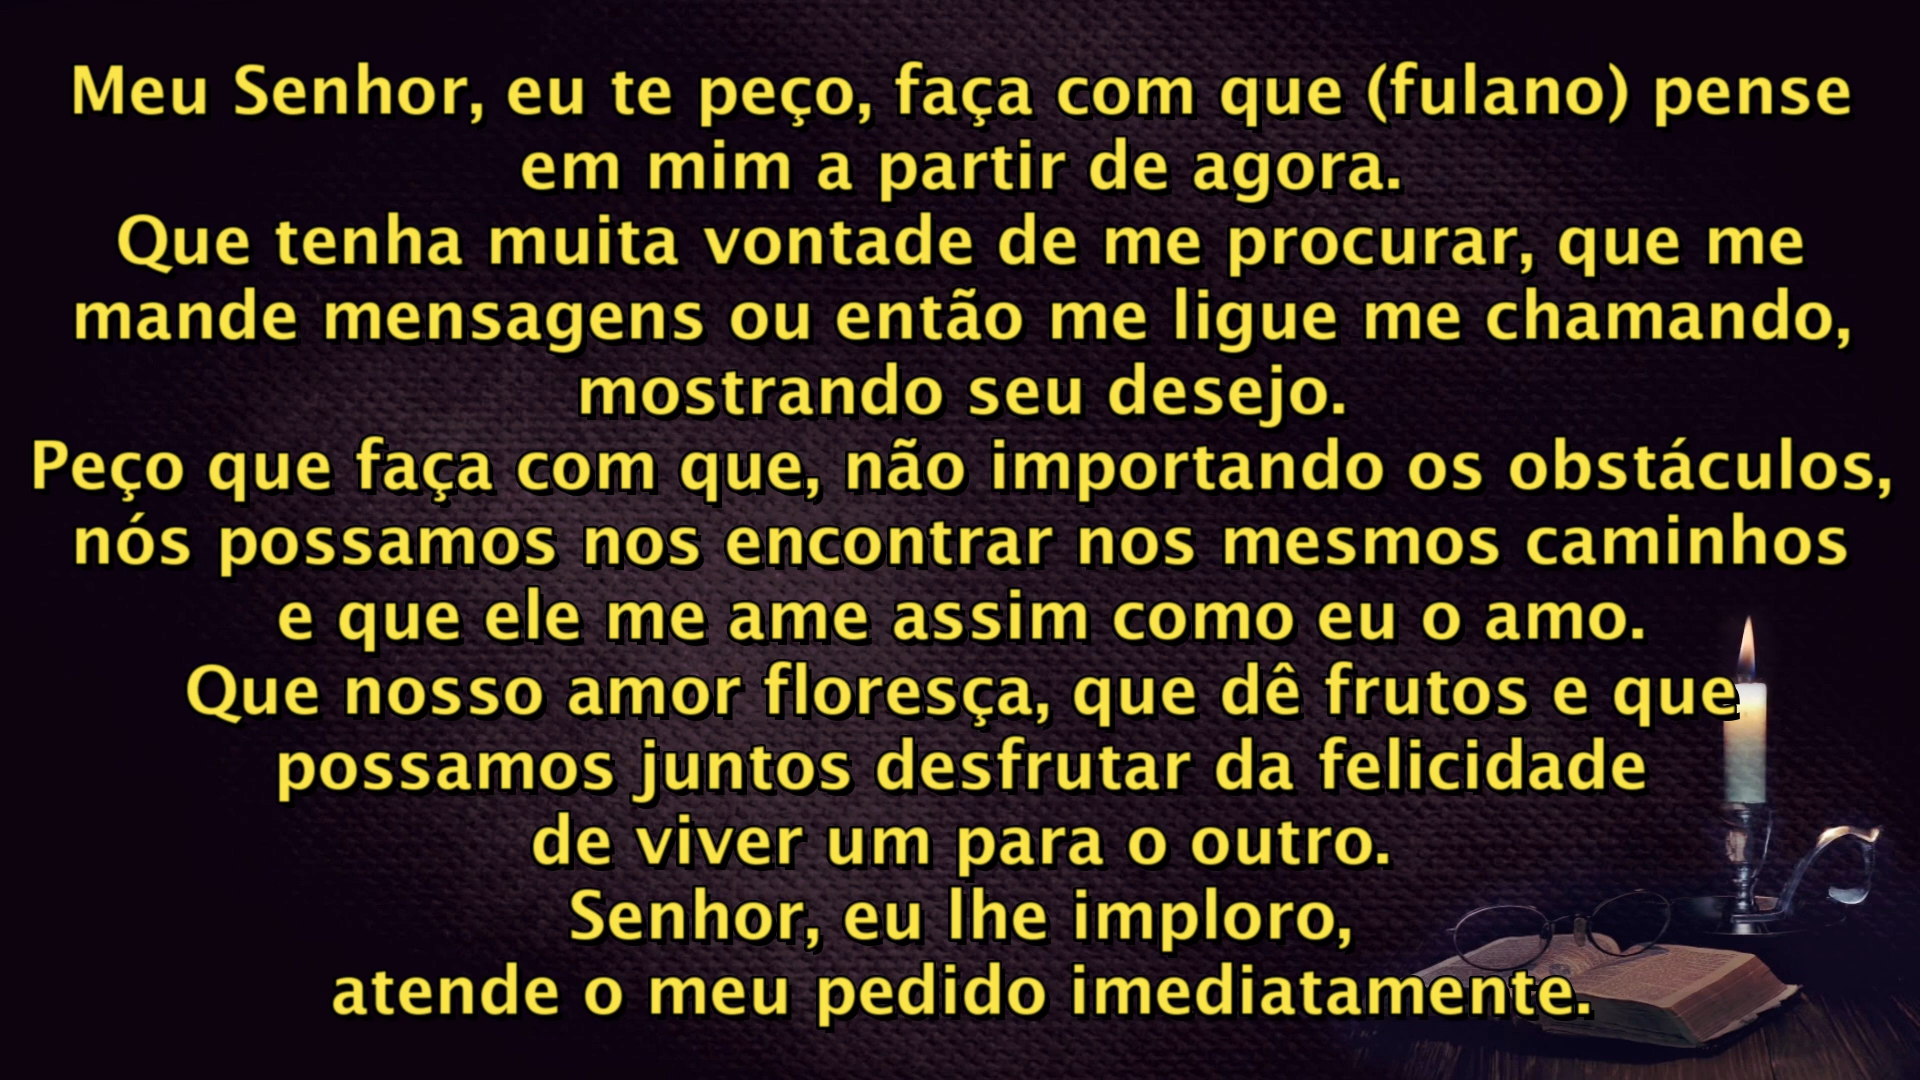 Meu Senhor, eu te peço, faça com que (fulano) pense
em mim a partir de agora.
Que tenha muita vontade de me procurar, que me
mande mensagens ou então me ligue me chamando,
mostrando seu desejo.
Peço que faça com que, não importando os obstáculos,
nós possamos nos encontrar nos mesmos caminhos
e que ele me ame assim como eu o amo.
Que nosso amor floresça, que dê frutos e que
possamos juntos desfrutar da felicidade
de viver um para o outro.
Senhor, eu lhe imploro,
atende o meu pedido imediatamente.